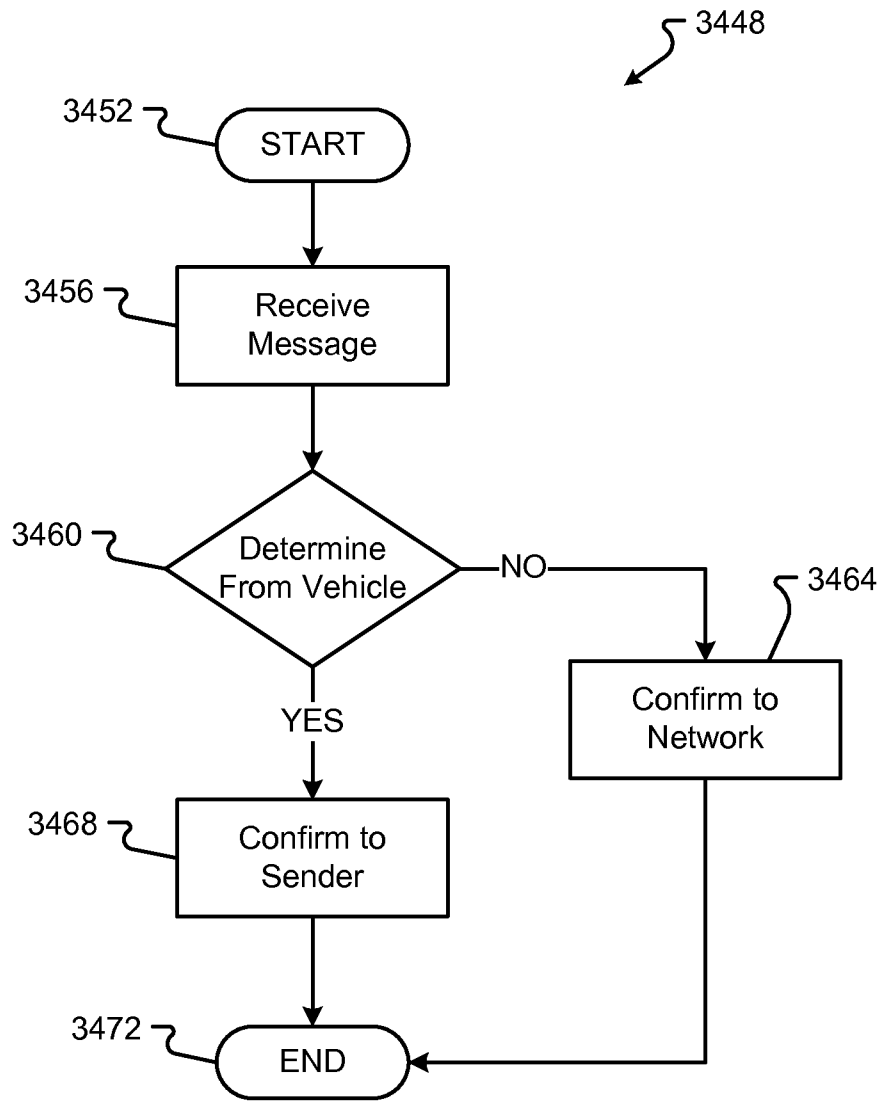 3448
3452
START
3456
Receive
Message
3460
Determine
From Vehicle
NO
3464
Confirm to
Network
YES
3468
Confirm to
Sender
3472
END